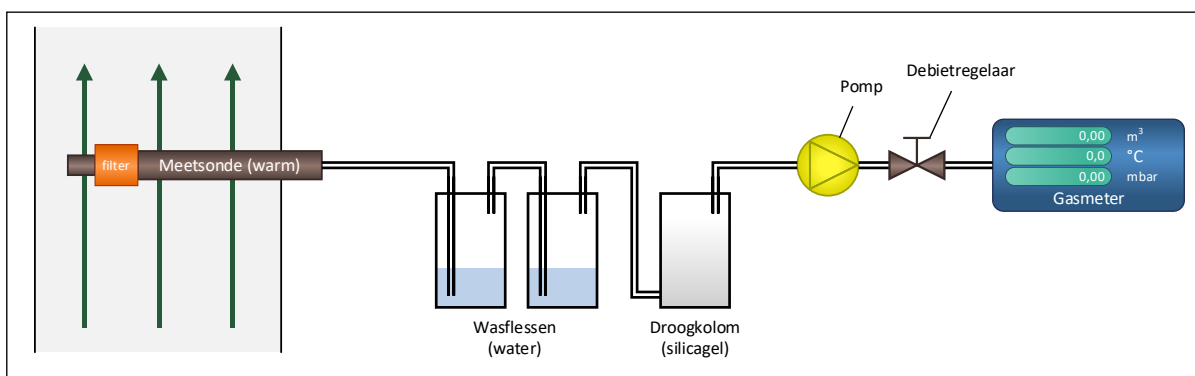 filter
Meetsonde (warm)
Wasflessen
(water)
Droogkolom
(silicagel)
Pomp
Debietregelaar
0,00 m³
0,0 °C
0,00 mbar
Gasmeter